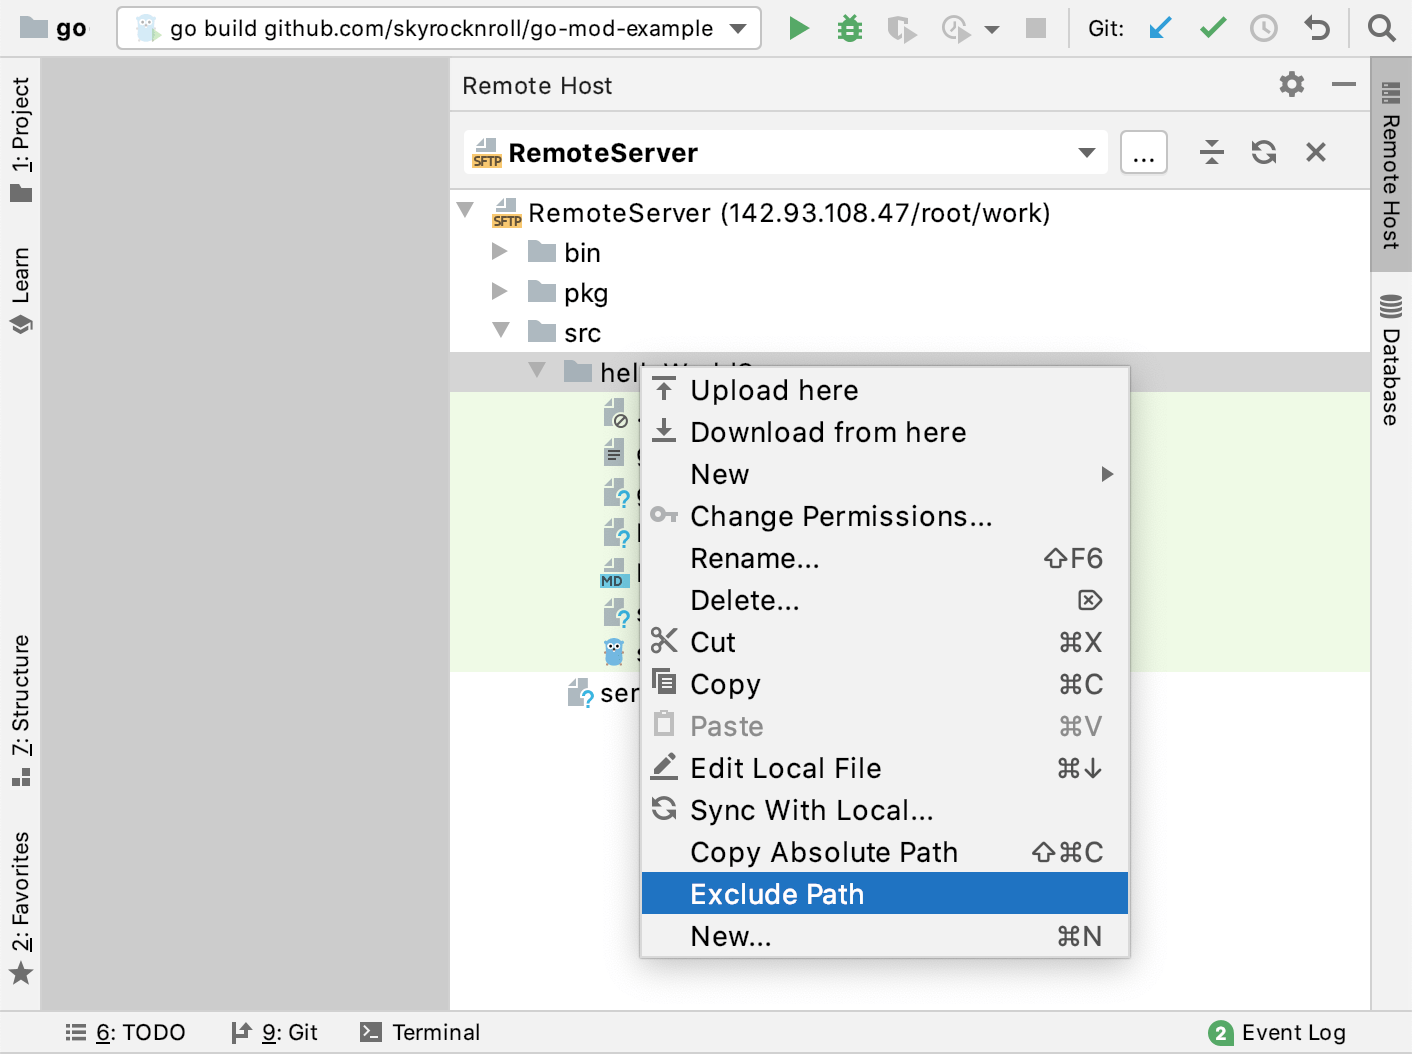 go
go build github.com/skyrocknroll/go-mod-example
Git:
1: Project
Learn
7: Structure
2: Favorites
Remote Host
SFTP RemoteServer
...
SFTP RemoteServer (142.93.108.47/root/work)
bin
pkg
src
MD
Upload here
Download from here
New
Change Permissions...
Rename... ⇧F6
Delete... ⌦
Cut ⌘X
Copy ⌘C
Paste ⌘V
Edit Local File ⌘↓
Sync With Local...
Copy Absolute Path ⇧⌘C
Exclude Path
New... ⌘N
Remote Host
Database
6: TODO
9: Git
Terminal
2 Event Log